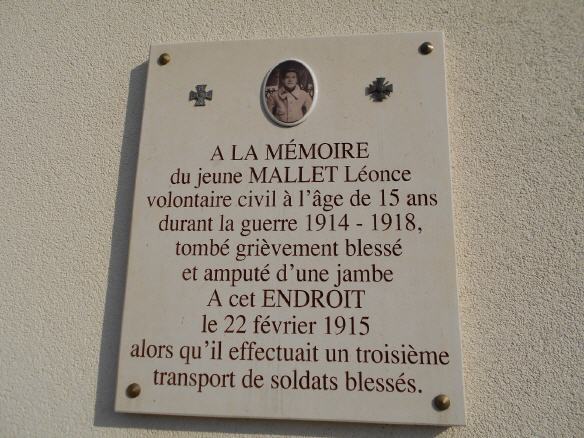 A LA MÉMOIRE
du jeune MALLET Léonce
volontaire civil à l'âge de 15 ans
durant la guerre 1914 - 1918,
tombé grièvement blessé
et amputé d'une jambe
A cet ENDROIT
le 22 février 1915
alors qu'il effectuait un troisième
transport de soldats blessés.